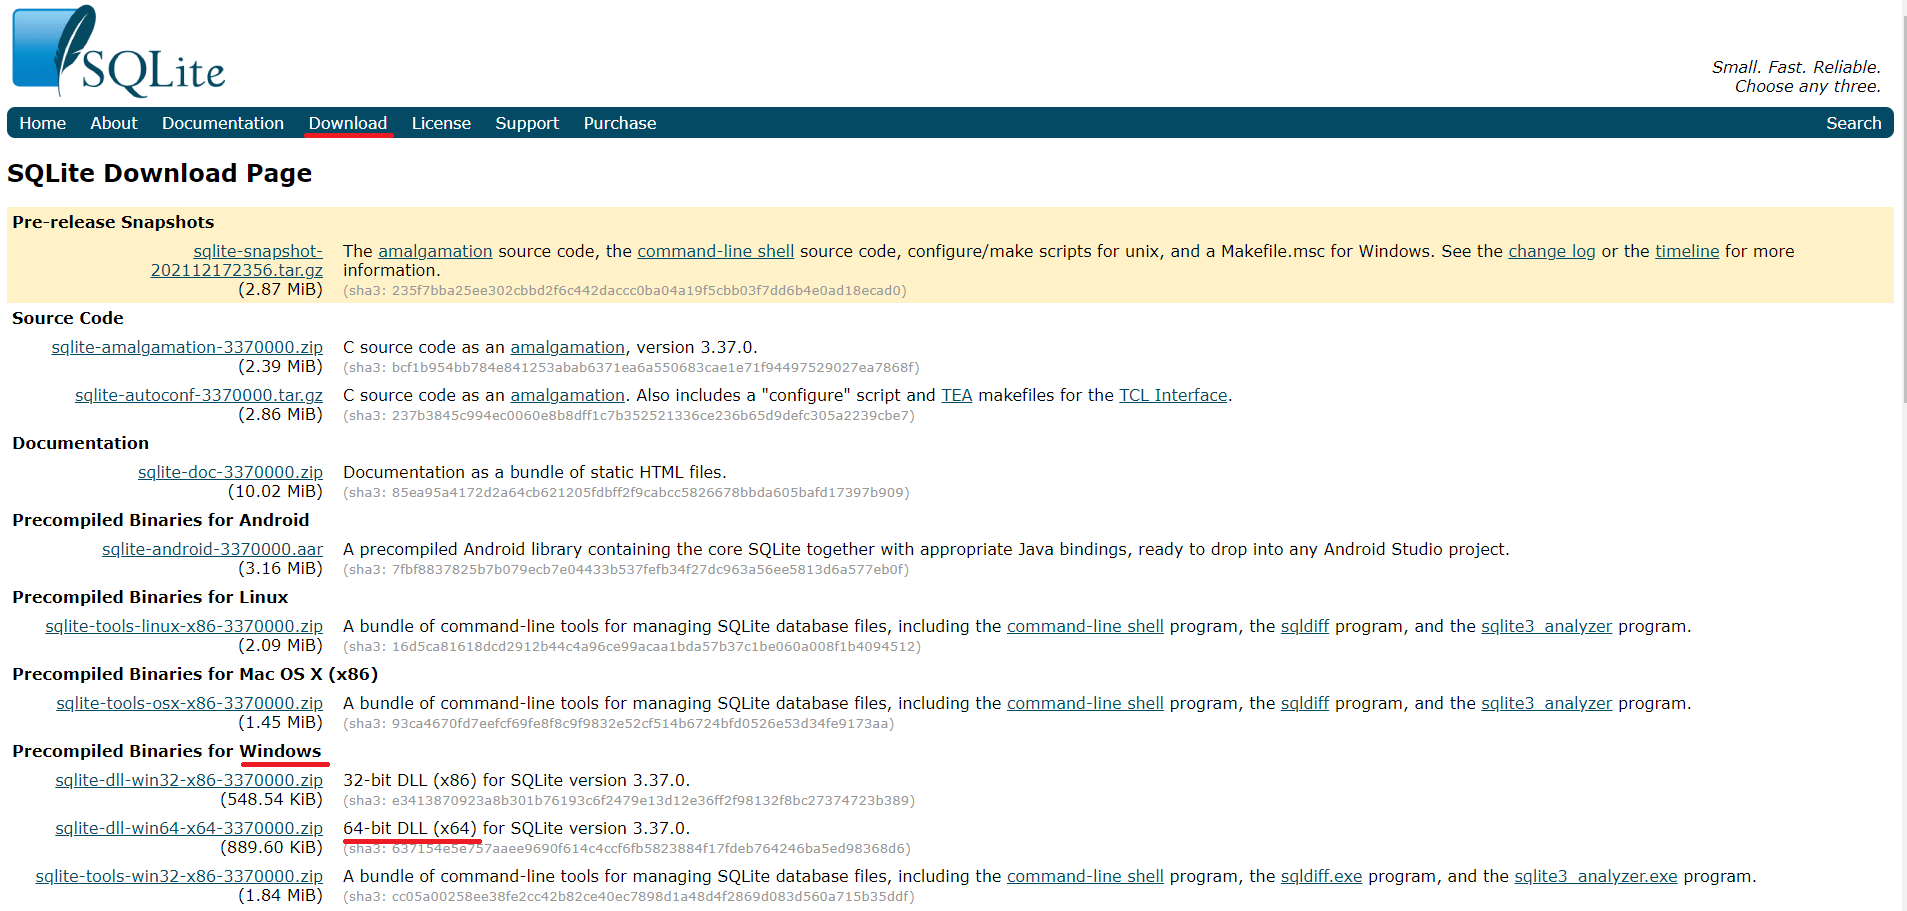 SQLite
Small. Fast. Reliable.
Choose any three.
Home About Documentation Download License Support Purchase Search
SQLite Download Page
Pre-release Snapshots
sqlite-snapshot- The amalgamation source code, the command-line shell source code, configure/make scripts for unix, and a Makefile.msc for Windows. See the change log or the timeline for more
202112172356.tar.gz information.
(2.87 MiB) (sha3: 235f7bba25ee302cbbd2f6c442daccc0ba04a19f5cbb03f7dd6b4e0ad18ecad0)
Source Code
sqlite-amalgamation-3370000.zip C source code as an amalgamation, version 3.37.0.
(2.39 MiB) (sha3: bcf1b954bb784e841253abab6371ea6a550683cae1e71f94497529027ea7868f)
sqlite-autoconf-3370000.tar.gz C source code as an amalgamation. Also includes a "configure" script and TEA makefiles for the TCL Interface.
(2.86 MiB) (sha3: 237b3845c994ec0060e8b8dff1c7b352521336ce236b65d9defc305a2239cbe7)
Documentation
sqlite-doc-3370000.zip Documentation as a bundle of static HTML files.
(10.02 MiB) (sha3: 85ea95a4172d2a64cb621205fdbff2f9cabcc5826678bbda605bafd17397b909)
Precompiled Binaries for Android
sqlite-android-3370000.aar A precompiled Android library containing the core SQLite together with appropriate Java bindings, ready to drop into any Android Studio project.
(3.16 MiB) (sha3: 7fbf8837825b7b079ecb7e04433b537fefb34f27dc963a56ee5813d6a577eb0f)
Precompiled Binaries for Linux
sqlite-tools-linux-x86-3370000.zip A bundle of command-line tools for managing SQLite database files, including the command-line shell program, the sqldiff program, and the sqlite3_analyzer program.
(2.09 MiB) (sha3: 16d5ca81618dcd2912b44c4a96ce99acaa1bda57b37c1be060a008f1b4094512)
Precompiled Binaries for Mac OS X (x86)
sqlite-tools-osx-x86-3370000.zip A bundle of command-line tools for managing SQLite database files, including the command-line shell program, the sqldiff program, and the sqlite3_analyzer program.
(1.45 MiB) (sha3: 93ca4670fd7eefcf69fe8f8c9f9832e52cf514b6724bfd0526e53d34fe9173aa)
Precompiled Binaries for Windows
sqlite-dll-win32-x86-3370000.zip 32-bit DLL (x86) for SQLite version 3.37.0.
(548.54 KiB) (sha3: e3413870923a8b301b76193c6f2479e13d12e36ff2f98132f8bc27374723b389)
sqlite-dll-win64-x64-3370000.zip 64-bit DLL (x64) for SQLite version 3.37.0.
(889.60 KiB) (sha3: 637154e5e757aaee9690f614c4ccf6fb5823884f17fdeb764246ba5ed98368d6)
sqlite-tools-win32-x86-3370000.zip A bundle of command-line tools for managing SQLite database files, including the command-line shell program, the sqldiff.exe program, and the sqlite3_analyzer.exe program.
(1.84 MiB) (sha3: cc05a00258ee38fe2cc42b82ce40ec7898d1a48d4f2869d083d560a715b35ddf)